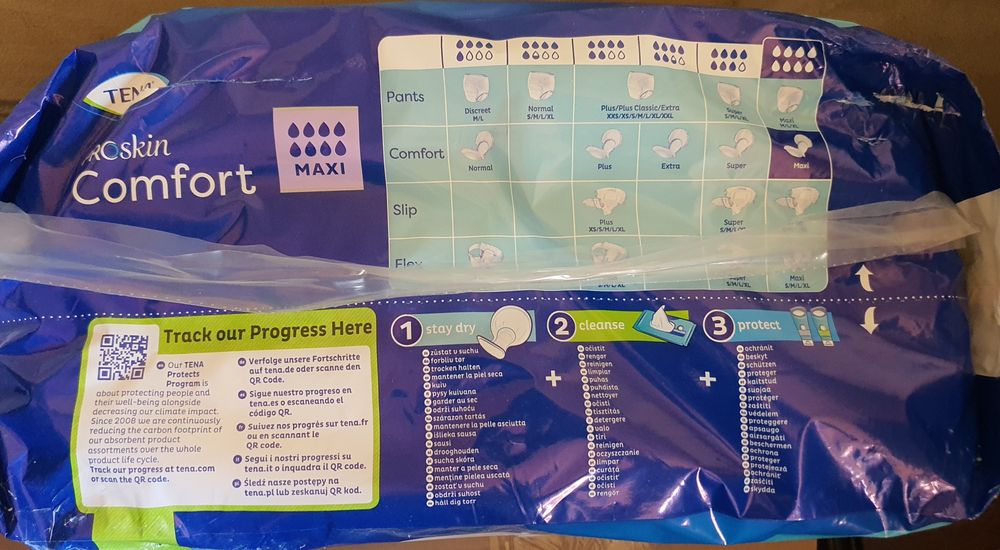 TENA
PROskin
Comfort
MAXI
Pants
Discreet
M/L
Normal
S/M/L/XL
Plus/Plus Classic/Extra
XXS/XS/S/M/L/XL/XXL
Super
S/M/L/XL
Maxi
M/L/XL
Comfort
Normal
Plus
Extra
Super
Maxi
Slip
Plus
XS/S/M/L/XL
Super
Flex
Super
S/M/L/XL
Maxi
S/M/L/XL
Track our Progress Here
Our TENA
Protects
Program is
about protecting people and
their well-being alongside
decreasing our climate impact.
Since 2008 we are continuously
reducing the carbon footprint of
our absorbent product
assortments over the whole
product life cycle.
Track our progress at tena.com
or scan the QR code.
Verfolge unsere Fortschritte
auf tena.de oder scanne den
QR Code.
Sigue nuestro progreso en
tena.es o escaneando el
código QR.
Suivez nos progrès sur tena.fr
ou en scannant le
QR code.
Segui i nostri progressi su
tena.it o inquadra il QR code.
Śledź nasze postępy na
tena.pl lub zeskanuj QR kod.
1 stay dry
zůstat v suchu
forbliv tør
trocken halten
mantener la piel seca
kuiv
pysy kuivana
garder au sec
održi suhoću
szárazon tartás
mantenere la pelle asciutta
išlieka sausa
sausi
drooghouden
sucha skóra
manter a pele seca
menține pielea uscată
zostať v suchu
obdrži suhost
håll dig torr
+
2 cleanse
očistit
rengør
reinigen
limpiar
puhas
puhdista
nettoyer
očisti
tisztítás
detergere
valo
tīri
reinigen
oczyszczanie
limpar
curăță
očistiť
očisti
rengör
+
3 protect
ochránit
beskyt
schützen
proteger
kaitstud
suojaa
protéger
zaštiti
védelem
proteggere
apsaugo
aizsargāti
beschermen
ochrona
proteger
protejează
ochrániť
zaščiti
skydda